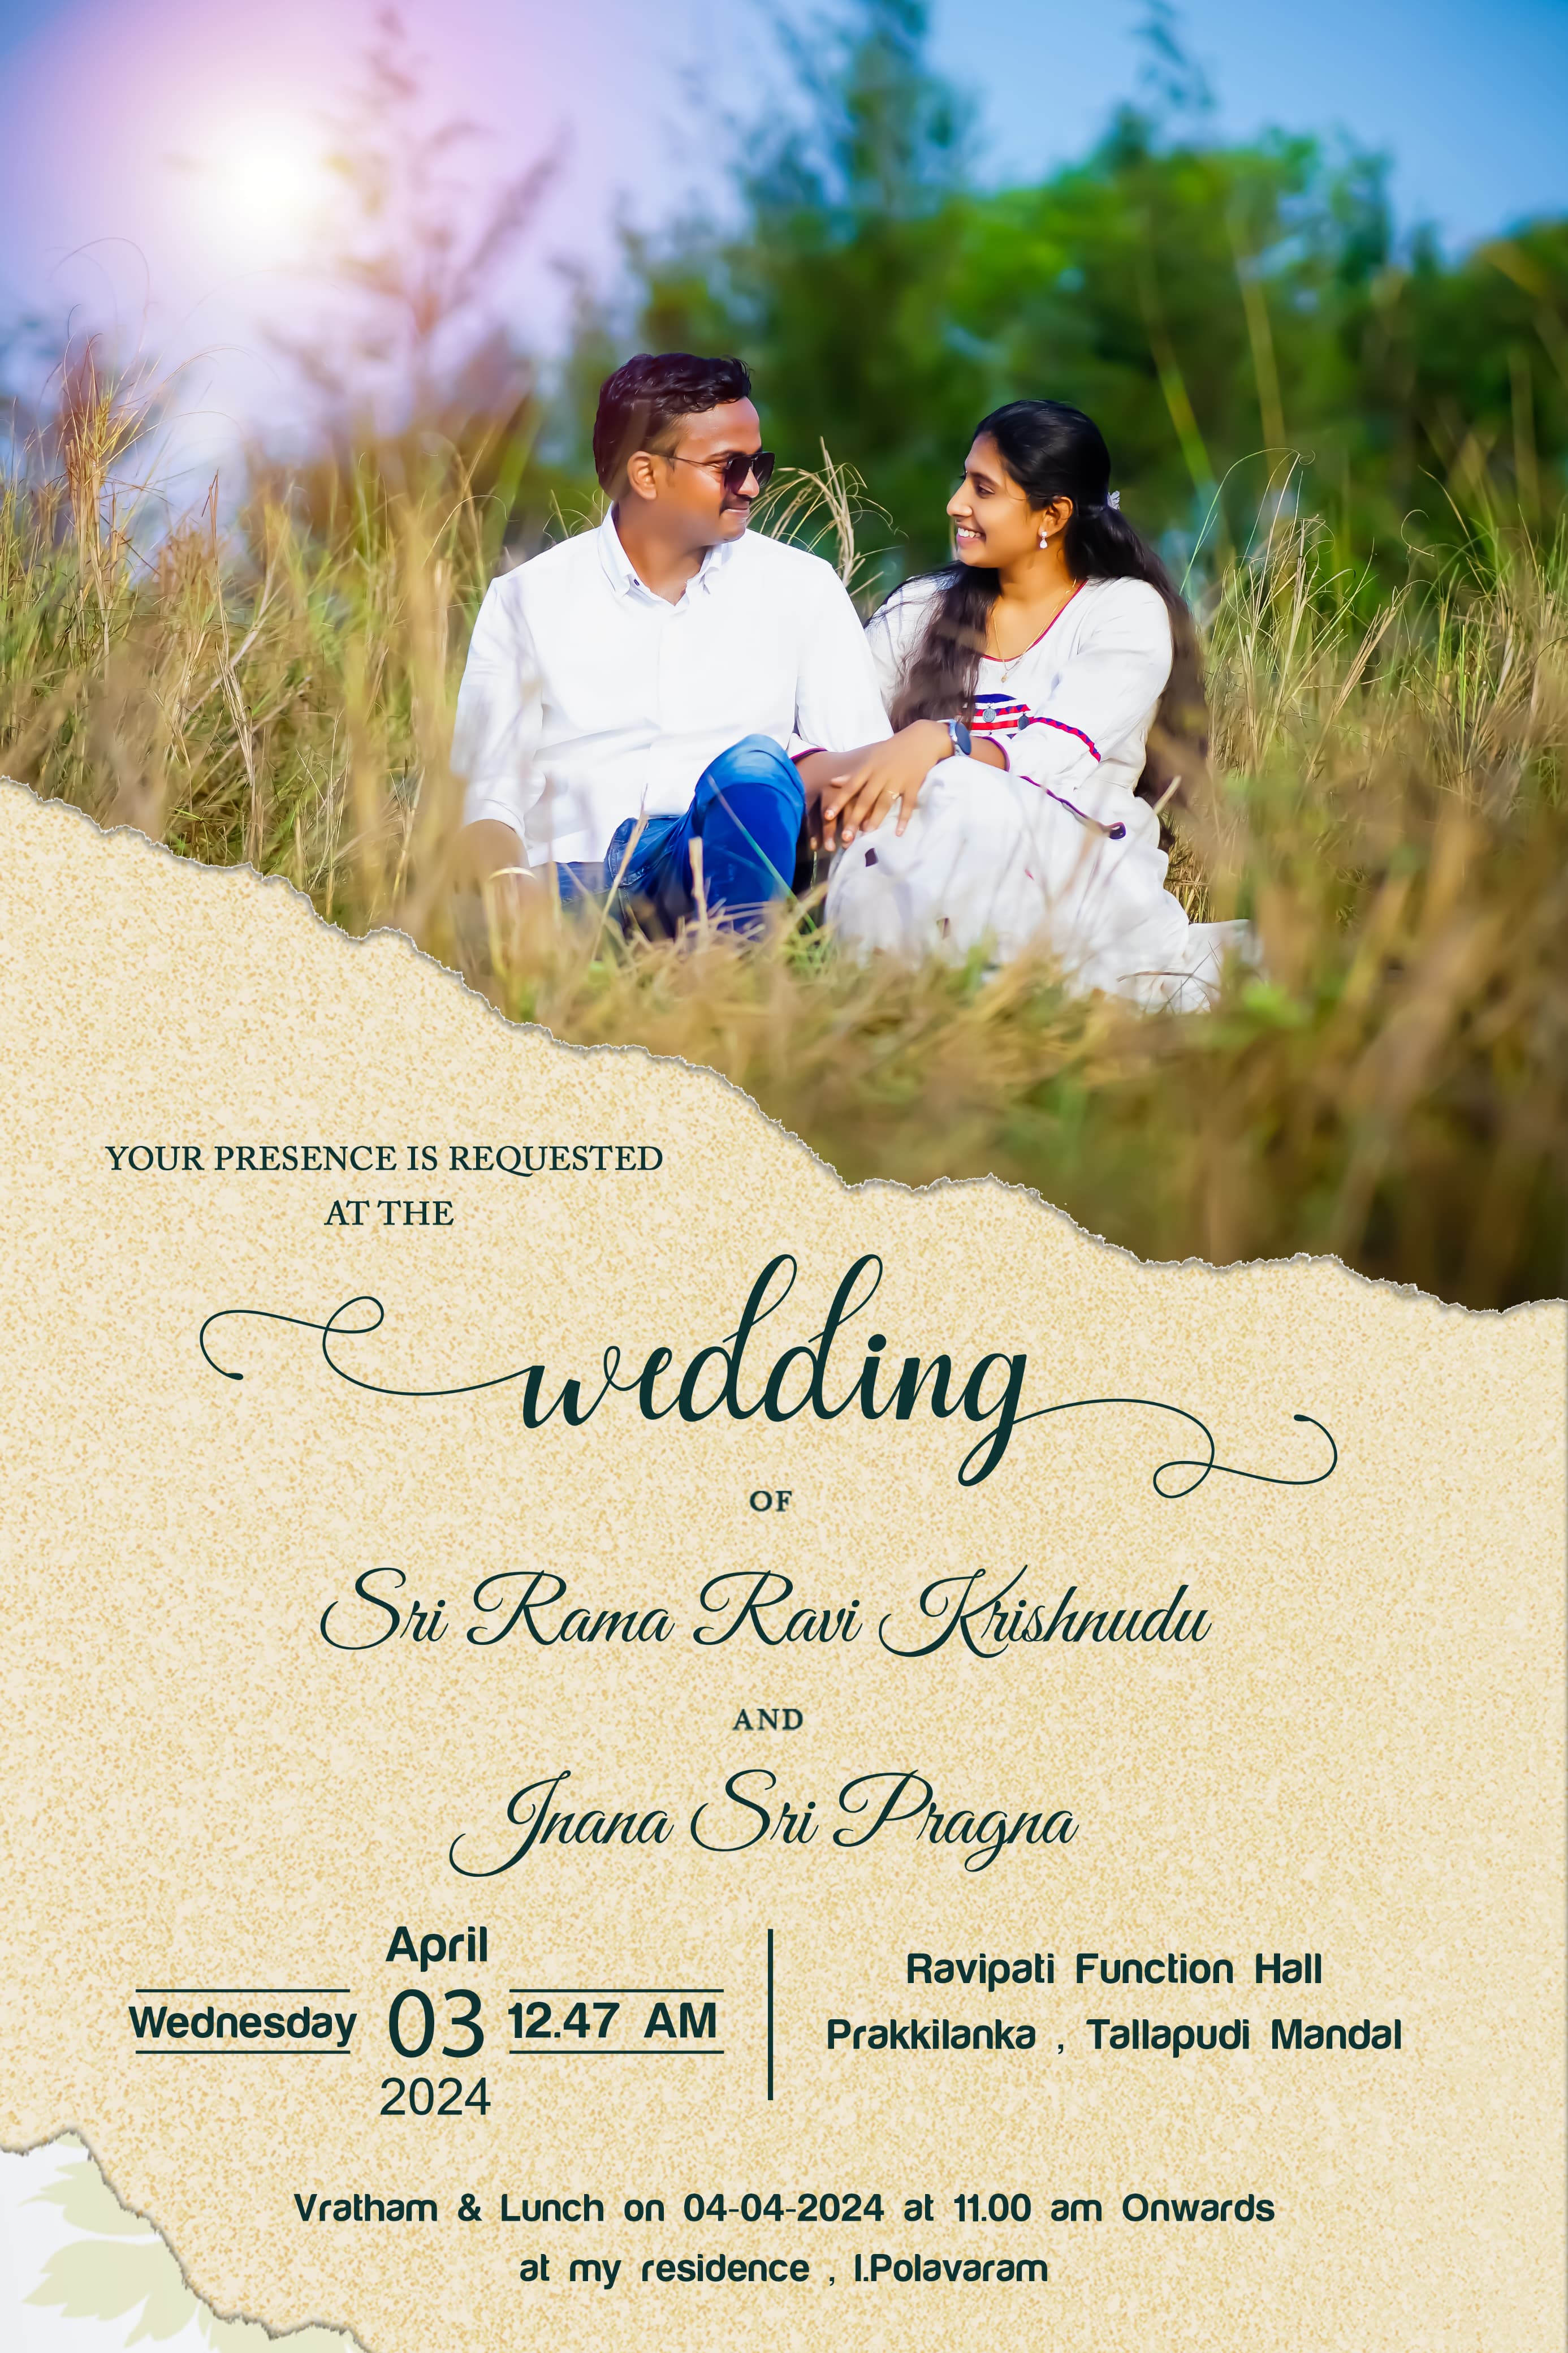 YOUR PRESENCE IS REQUESTED
AT THE
wedding
OF
Sri Rama Ravi Krishnudu
AND
Jnana Sri Pragna
April
Wednesday 03 12.47 AM
2024
Ravipati Function Hall
Prakkilanka , Tallapudi Mandal
Vratham & Lunch on 04-04-2024 at 11.00 am Onwards
at my residence , I.Polavaram